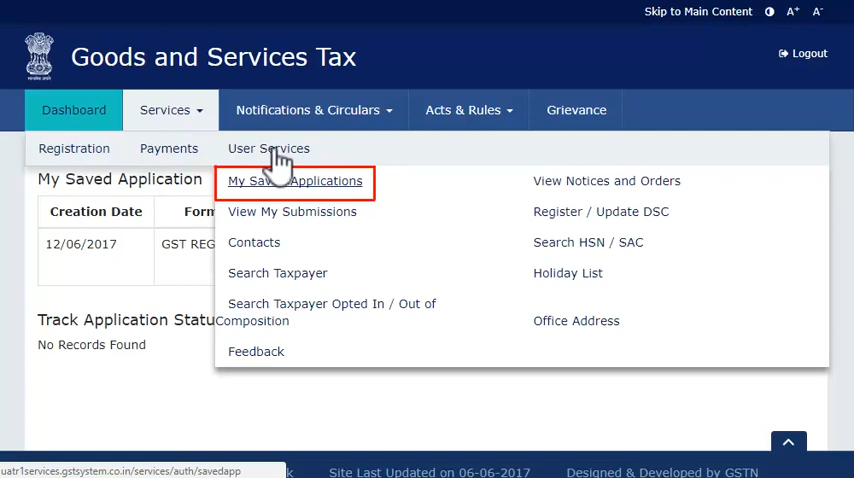 Skip to Main Content A+ A-
Goods and Services Tax
Logout
Dashboard Services Notifications & Circulars Acts & Rules Grievance
Registration Payments User Services
My Saved Application
My Saved Applications View Notices and Orders
Creation Date
View My Submissions Register / Update DSC
12/06/2017 GST REG
Contacts Search HSN / SAC
Search Taxpayer Holiday List
Search Taxpayer Opted In / Out of
Composition Office Address
Track Application
No Records Found
Feedback
uatr1services.gstsystem.co.in/services/auth/savedapp
Site Last Updated on 06-06-2017 Designed & Developed by GSTN